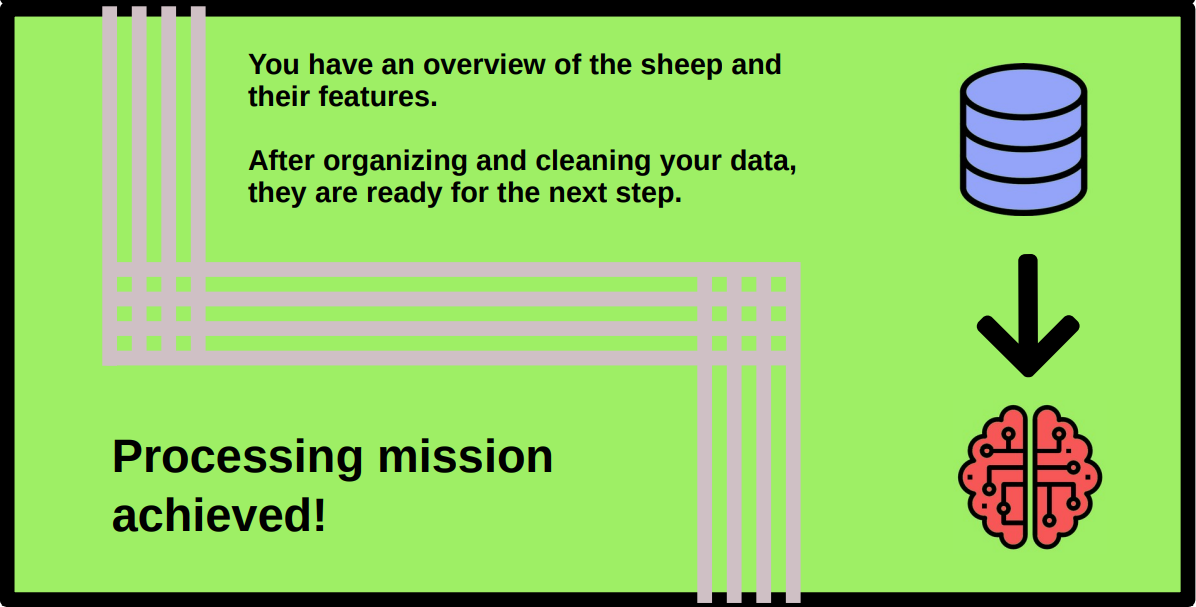 You have an overview of the sheep and
their features.
After organizing and cleaning your data,
they are ready for the next step.
Processing mission
achieved!